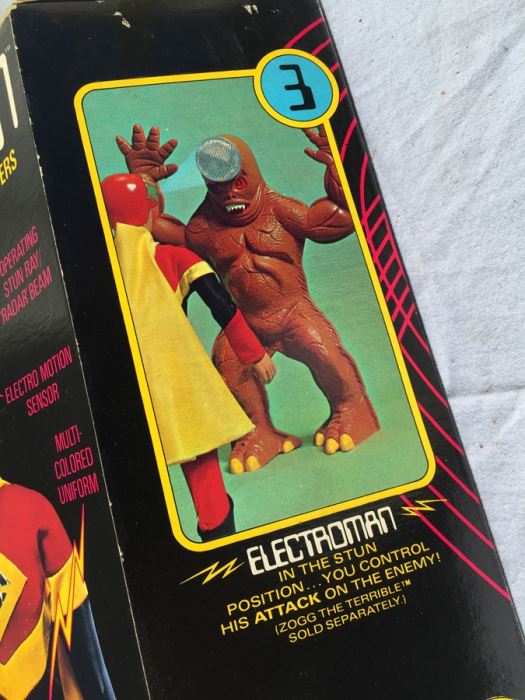 ERS
OPERATING
STUN RAY/
RADAR BEAM
ELECTRO MOTION
SENSOR
MULTI-
COLORED
UNIFORM
3
ELECTROMAN
IN THE STUN
POSITION...YOU CONTROL
HIS ATTACK ON THE ENEMY!
(ZOGG THE TERRIBLE™
SOLD SEPARATELY.)